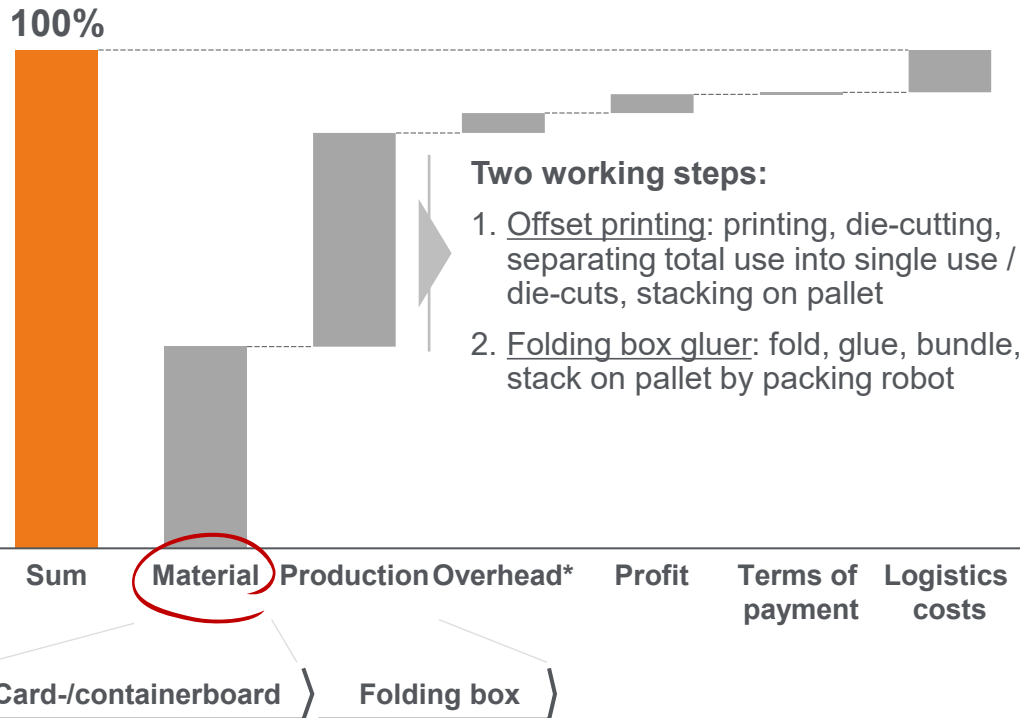 100%
Two working steps:
1. Offset printing: printing, die-cutting,
separating total use into single use /
die-cuts, stacking on pallet
2. Folding box gluer: fold, glue, bundle,
stack on pallet by packing robot
Sum Material Production Overhead* Profit Terms of payment Logistics costs
Card-/containerboard Folding box